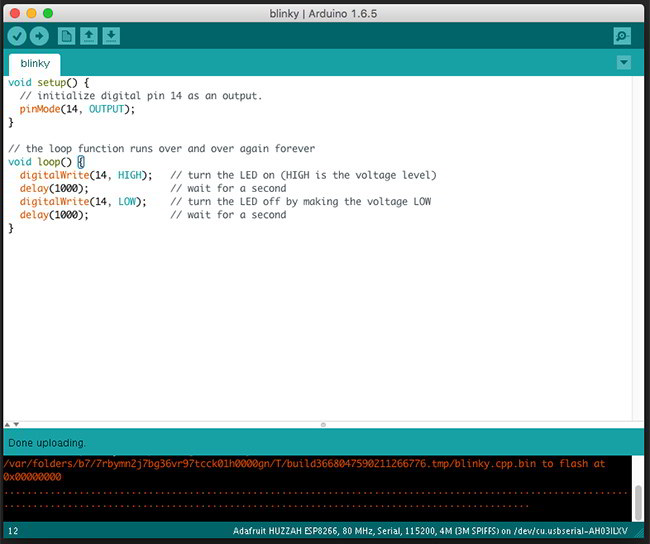 blinky | Arduino 1.6.5
blinky
void setup() {
  // initialize digital pin 14 as an output.
  pinMode(14, OUTPUT);
}
// the loop function runs over and over again forever
void loop() {
  digitalWrite(14, HIGH);   // turn the LED on (HIGH is the voltage level)
  delay(1000);              // wait for a second
  digitalWrite(14, LOW);    // turn the LED off by making the voltage LOW
  delay(1000);              // wait for a second
}
Done uploading.
/var/folders/b7/7rbymn2j7bg36vr97tcck01h0000gn/T/build3668047590211266776.tmp/blinky.cpp.bin to flash at
0x00000000
12 Adafruit HUZZAH ESP8266, 80 MHz, Serial, 115200, 4M (3M SPIFFS) on /dev/cu.usbserial-AH03ILXV